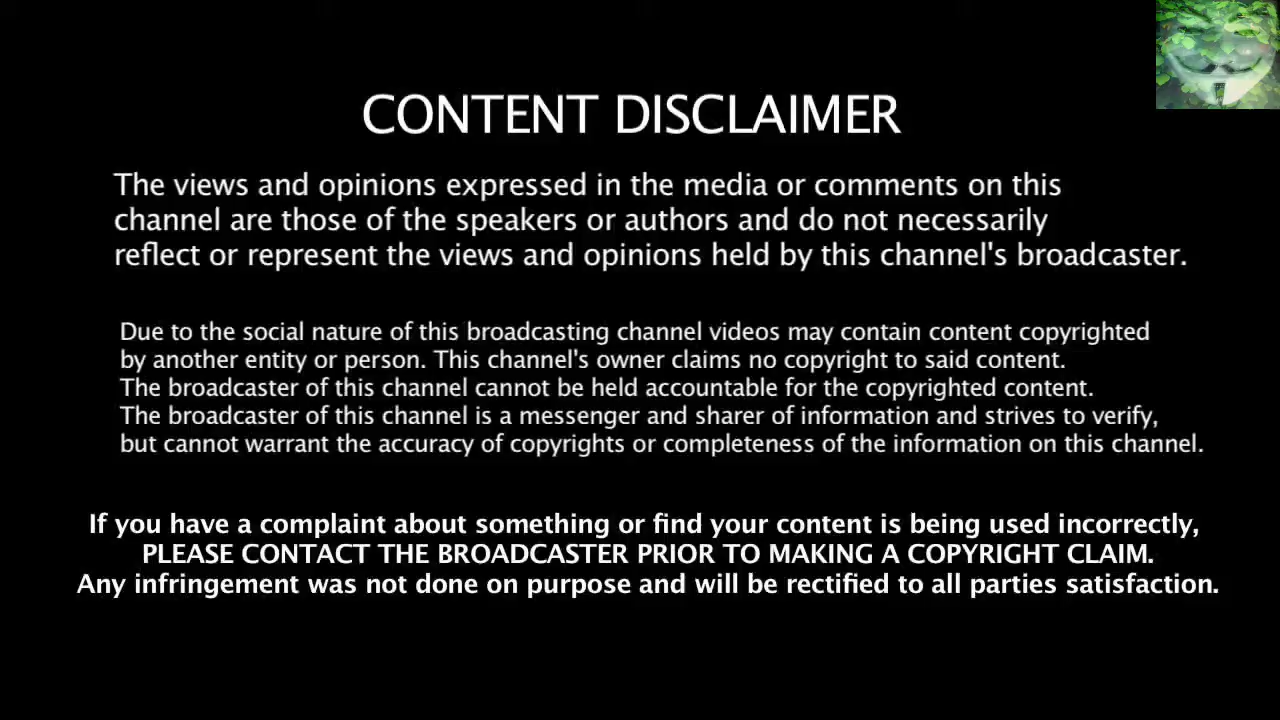 CONTENT DISCLAIMER
The views and opinions expressed in the media or comments on this
channel are those of the speakers or authors and do not necessarily
reflect or represent the views and opinions held by this channel's broadcaster.
Due to the social nature of this broadcasting channel videos may contain content copyrighted
by another entity or person. This channel's owner claims no copyright to said content.
The broadcaster of this channel cannot be held accountable for the copyrighted content.
The broadcaster of this channel is a messenger and sharer of information and strives to verify,
but cannot warrant the accuracy of copyrights or completeness of the information on this channel.
If you have a complaint about something or find your content is being used incorrectly,
PLEASE CONTACT THE BROADCASTER PRIOR TO MAKING A COPYRIGHT CLAIM.
Any infringement was not done on purpose and will be rectified to all parties satisfaction.